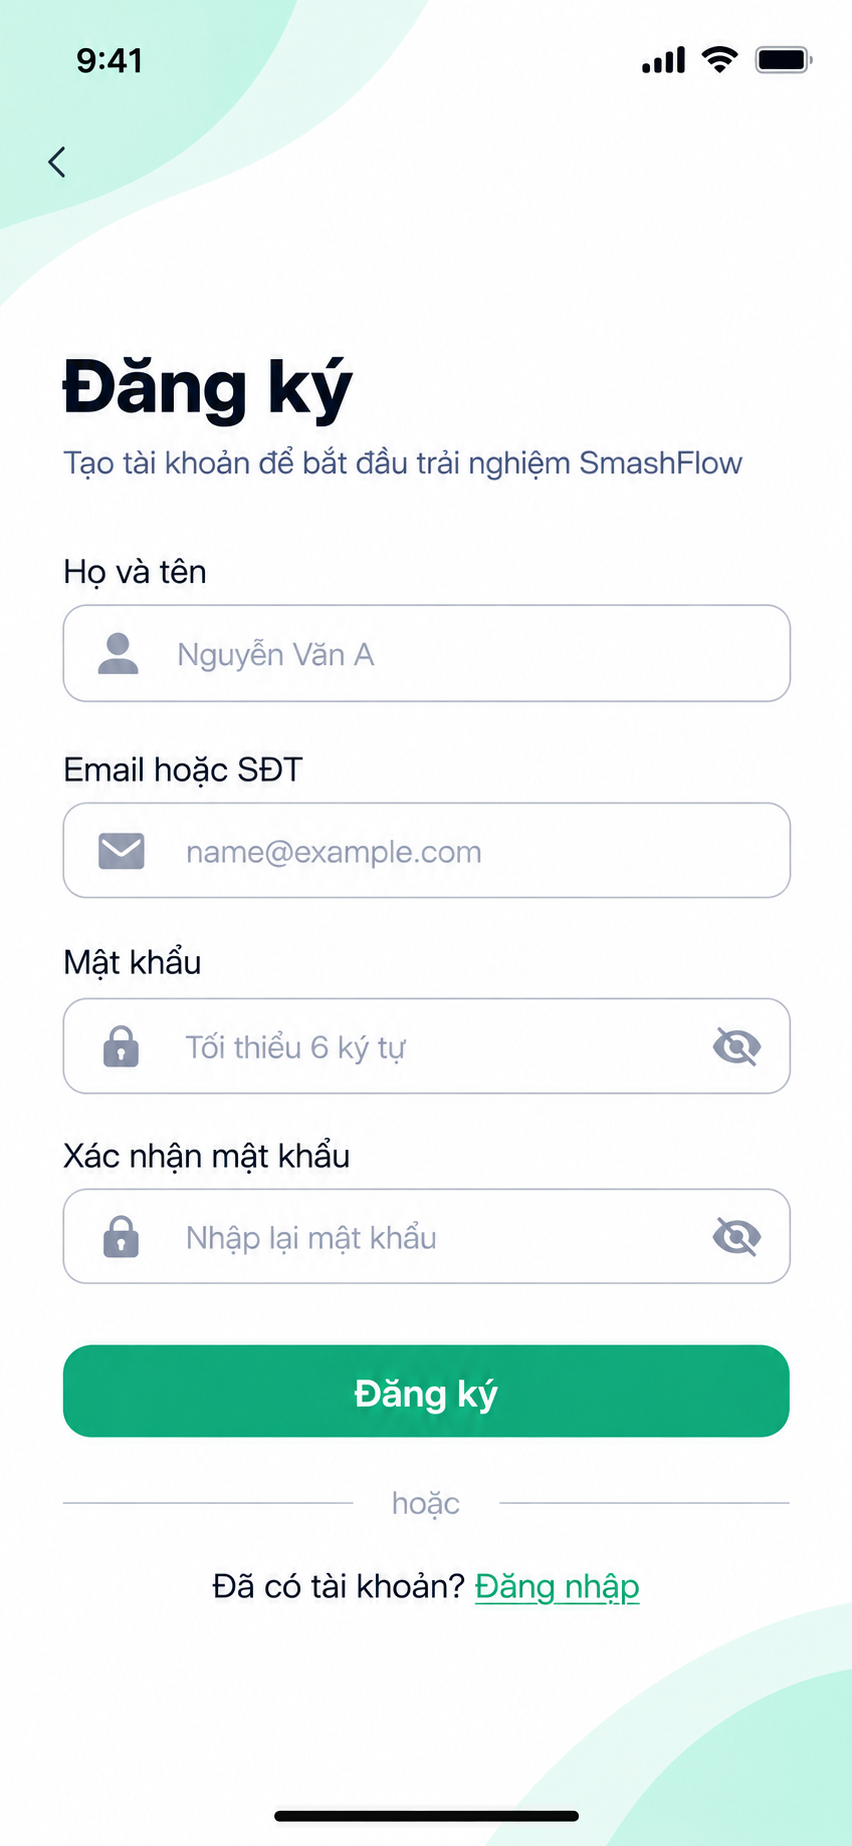 9:41
Đăng ký
Tạo tài khoản để bắt đầu trải nghiệm SmashFlow
Họ và tên
Nguyễn Văn A
Email hoặc SĐT
name@example.com
Mật khẩu
Tối thiểu 6 ký tự
Xác nhận mật khẩu
Nhập lại mật khẩu
Đăng ký
hoặc
Đã có tài khoản? Đăng nhập